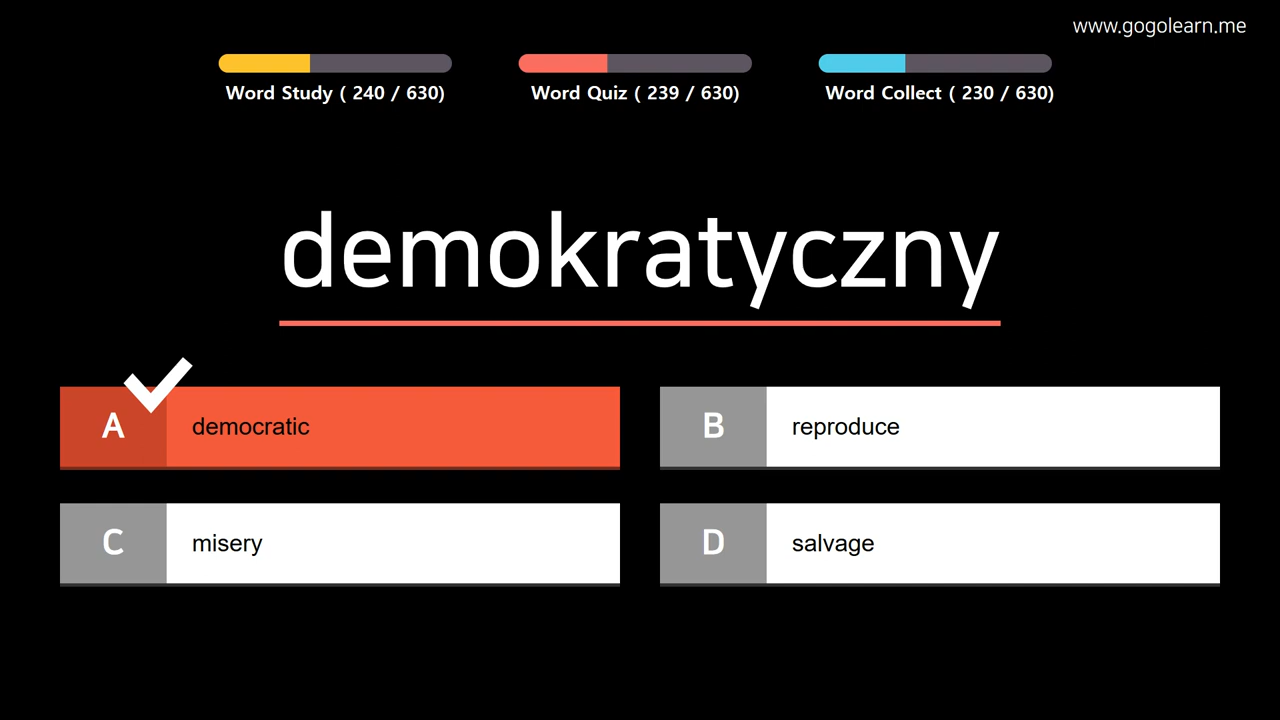 www.gogolearn.me
Word Study ( 240 / 630)
Word Quiz ( 239 / 630)
Word Collect ( 230 / 630)
demokratyczny
A democratic
B reproduce
C misery
D salvage